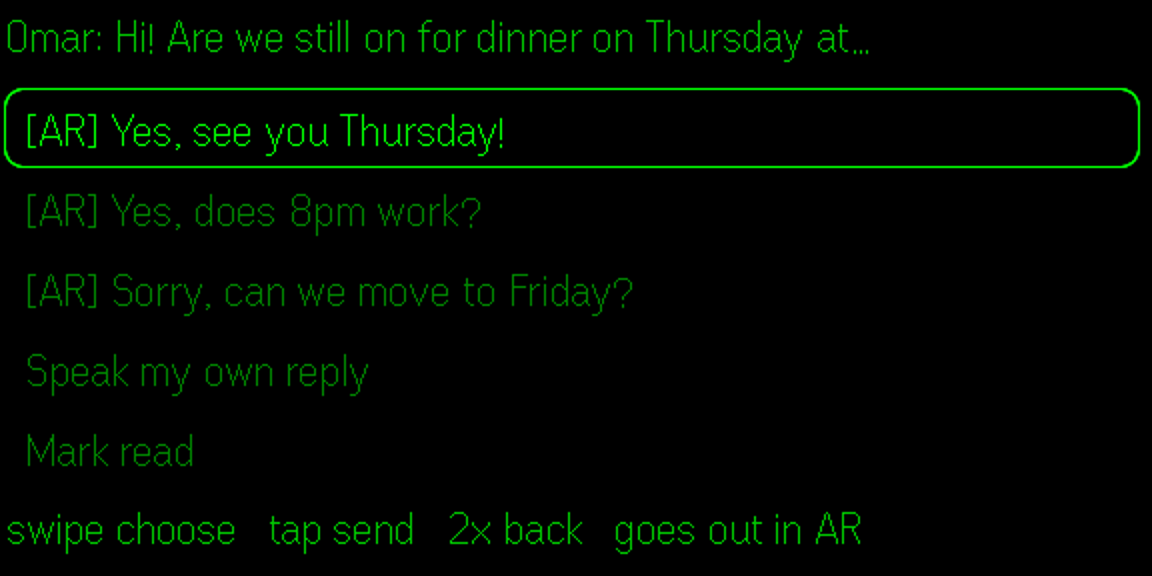 Omar: Hi! Are we still on for dinner on Thursday at…
[AR] Yes, see you Thursday!
[AR] Yes, does 8pm work?
[AR] Sorry, can we move to Friday?
Speak my own reply
Mark read
swipe choose   tap send   2x back   goes out in AR